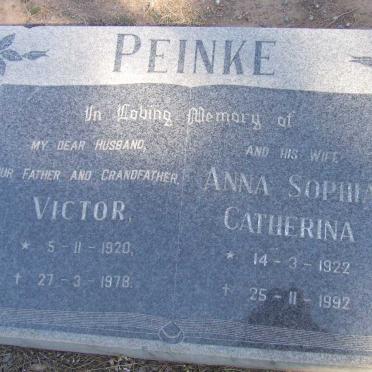 PEINKE
In Loving Memory of
MY DEAR HUSBAND,
OUR FATHER AND GRANDFATHER,
VICTOR,
* 5-11-1920,
† 27-3-1978.
AND HIS WIFE
ANNA SOPHIA
CATHERINA
* 14-3-1922
† 25-11-1992